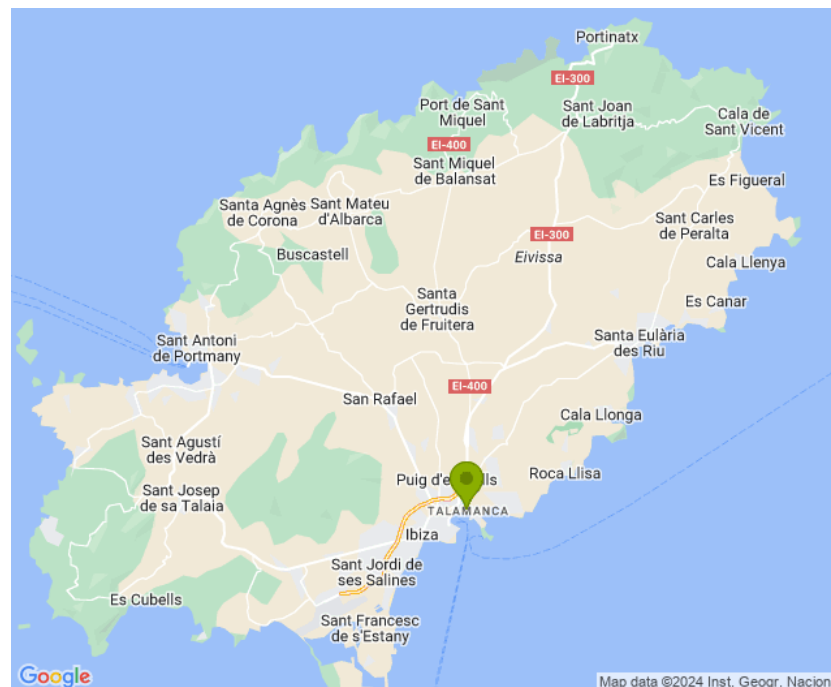 Portinatx
EI-300
Port de Sant
Miquel
Sant Joan
de Labritja
Cala de
Sant Vicent
EI-400
Sant Miquel
de Balansat
Es Figueral
Santa Agnès
de Corona
Sant Mateu
d'Albarca
Sant Carles
de Peralta
EI-300
Buscastell
Eivissa
Cala Llenya
Santa
Gertrudis
de Fruitera
Es Canar
Sant Antoni
de Portmany
Santa Eulària
des Riu
EI-400
San Rafael
Cala Llonga
Sant Agustí
des Vedrà
Roca Llisa
Puig d'e
lls
Sant Josep
de sa Talaia
TALAMANCA
Ibiza
Sant Jordi de
ses Salines
Es Cubells
Sant Francesc
de s'Estany
Google
Map data ©2024 Inst. Geogr. Nacion